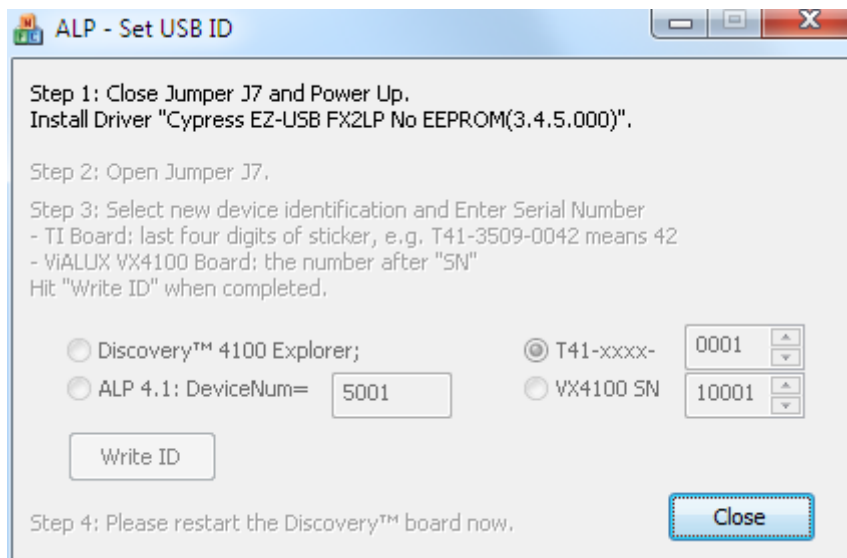 ALP - Set USB ID
Step 1: Close Jumper J7 and Power Up.
Install Driver "Cypress EZ-USB FX2LP No EEPROM(3.4.5.000)".
Step 2: Open Jumper J7.
Step 3: Select new device identification and Enter Serial Number
- TI Board: last four digits of sticker, e.g. T41-3509-0042 means 42
- ViALUX VX4100 Board: the number after "SN"
Hit "Write ID" when completed.
Discovery™ 4100 Explorer; T41-xxxx- 0001
ALP 4.1: DeviceNum= 5001 VX4100 SN 10001
Write ID
Step 4: Please restart the Discovery™ board now. Close